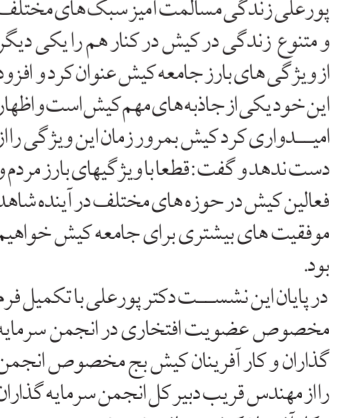 پورعلی زندگی مسالمت آمیز سبک های مختلف
و متنوع زندگی در کیش در کنار هم را یکی دیگر
از ویژگی های بارز جامعه کیش عنوان کرد و افزود
این خود یکی از جاذبه های مهم کیش است و اظهار
امیــدواری کرد کیش بمرور زمان این ویژگی را از
دست ندهد و گفت : قطعا با ویژگیهای بارز مردم و
فعالین کیش در حوزه های مختلف در آینده شاهد
موفقیت های بیشتری برای جامعه کیش خواهیم
بود.
در پایان این نشســت دکتر پورعلی با تکمیل فرم
مخصوص عضویت افتخاری در انجمن سرمایه
گذاران و کار آفرینان کیش بج مخصوص انجمن
را از مهندس قریب دبیر کل انجمن سرمایه گذاران